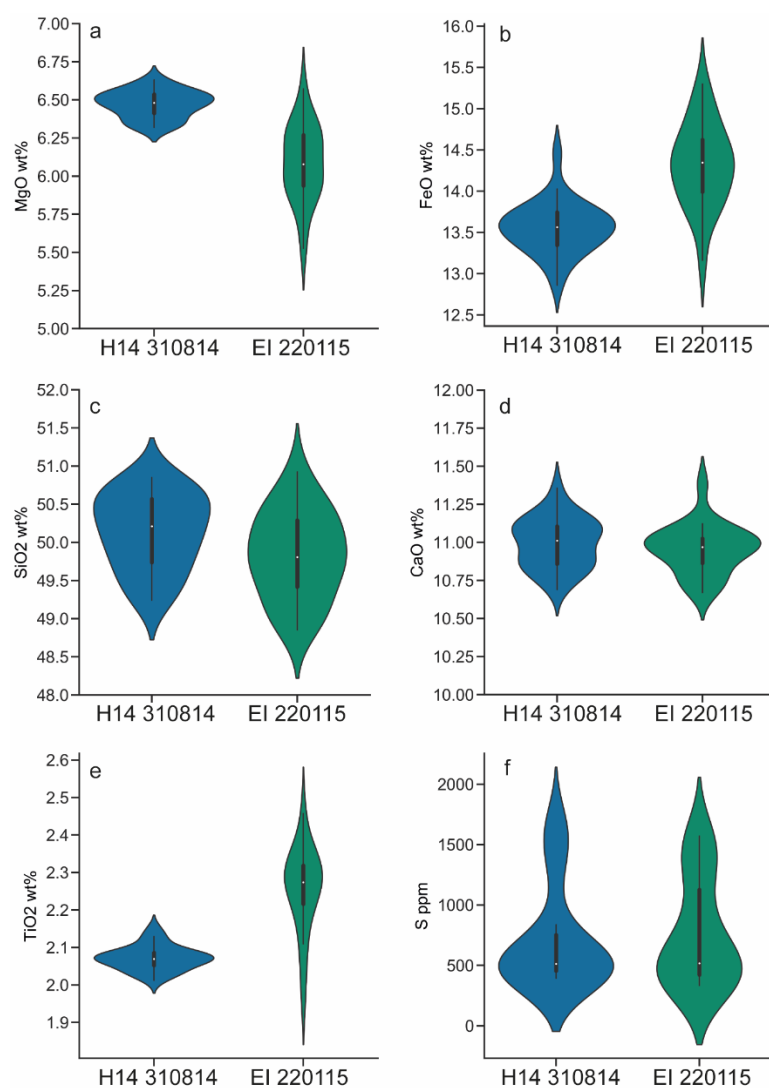 a
MgO wt%
7.00
6.75
6.50
6.25
6.00
5.75
5.50
5.25
5.00
H14 310814 EI 220115
b
FeO wt%
16.0
15.5
15.0
14.5
14.0
13.5
13.0
12.5
H14 310814 EI 220115
c
SiO2 wt%
52.0
51.0
50.5
50.0
49.5
49.0
48.0
H14 310814 EI 220115
d
CaO wt%
12.00
11.75
11.50
11.25
11.00
10.75
10.50
10.25
10.00
H14 310814 EI 220115
e
TiO2 wt%
2.6
2.5
2.4
2.3
2.2
2.1
2.0
1.9
H14 310814 EI 220115
f
S ppm
2000
1500
1000
500
0
H14 310814 EI 220115